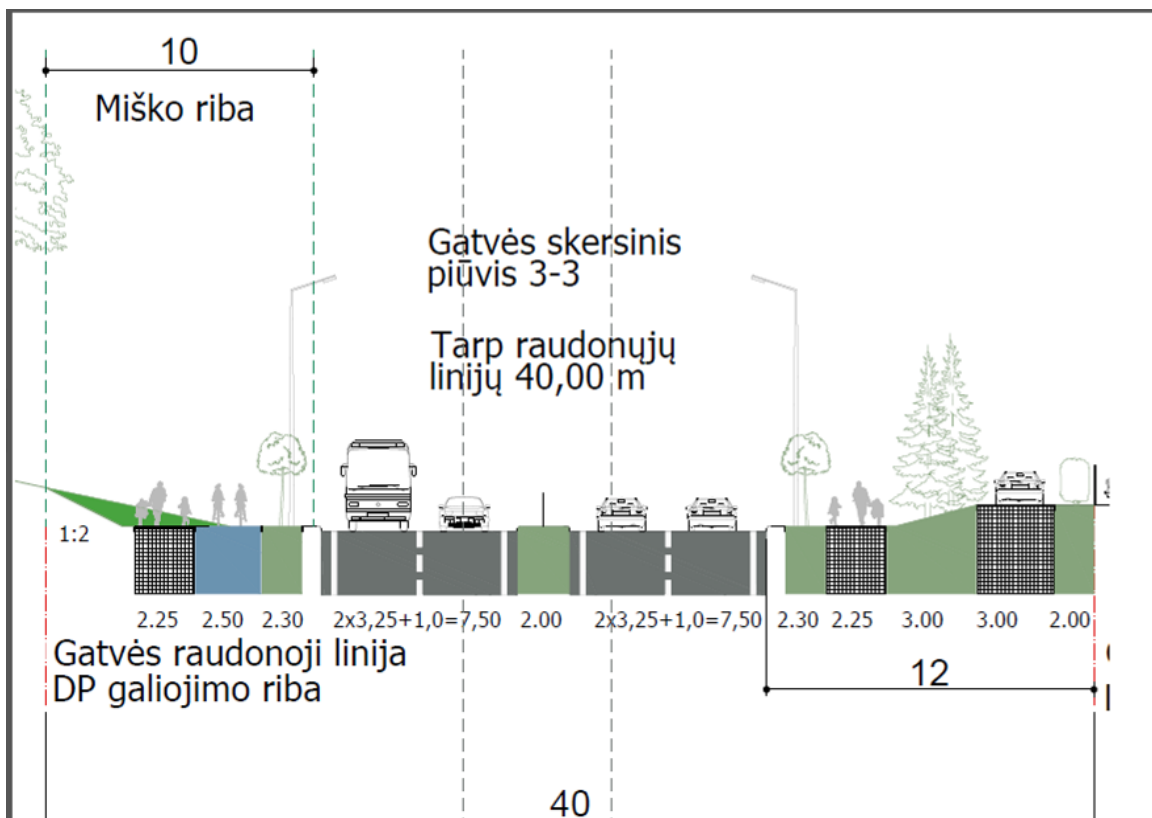 10
Miško riba
Gatvės skersinis
piūvis 3-3
Tarp raudonųjų
linijų 40,00 m
1:2
2.25 2.50 2.30 2x3,25+1,0=7,50 2.00 2x3,25+1,0=7,50 2.30 2.25 3.00 3.00 2.00
Gatvės raudonoji linija
DP galiojimo riba
12
40